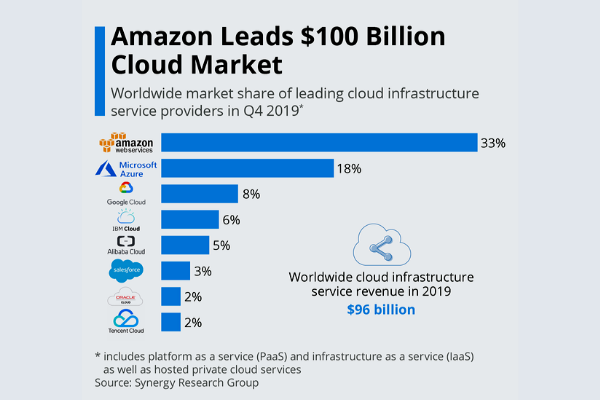 Amazon Leads $100 Billion
Cloud Market
Worldwide market share of leading cloud infrastructure
service providers in Q4 2019*
amazon
webservices
33%
Microsoft
Azure
18%
Google Cloud
8%
IBM Cloud
6%
Alibaba Cloud
5%
salesforce
3%
ORACLE
CLOUD
2%
Tencent Cloud
2%
Worldwide cloud infrastructure
service revenue in 2019
$96 billion
* includes platform as a service (PaaS) and infrastructure as a service (IaaS)
as well as hosted private cloud services
Source: Synergy Research Group